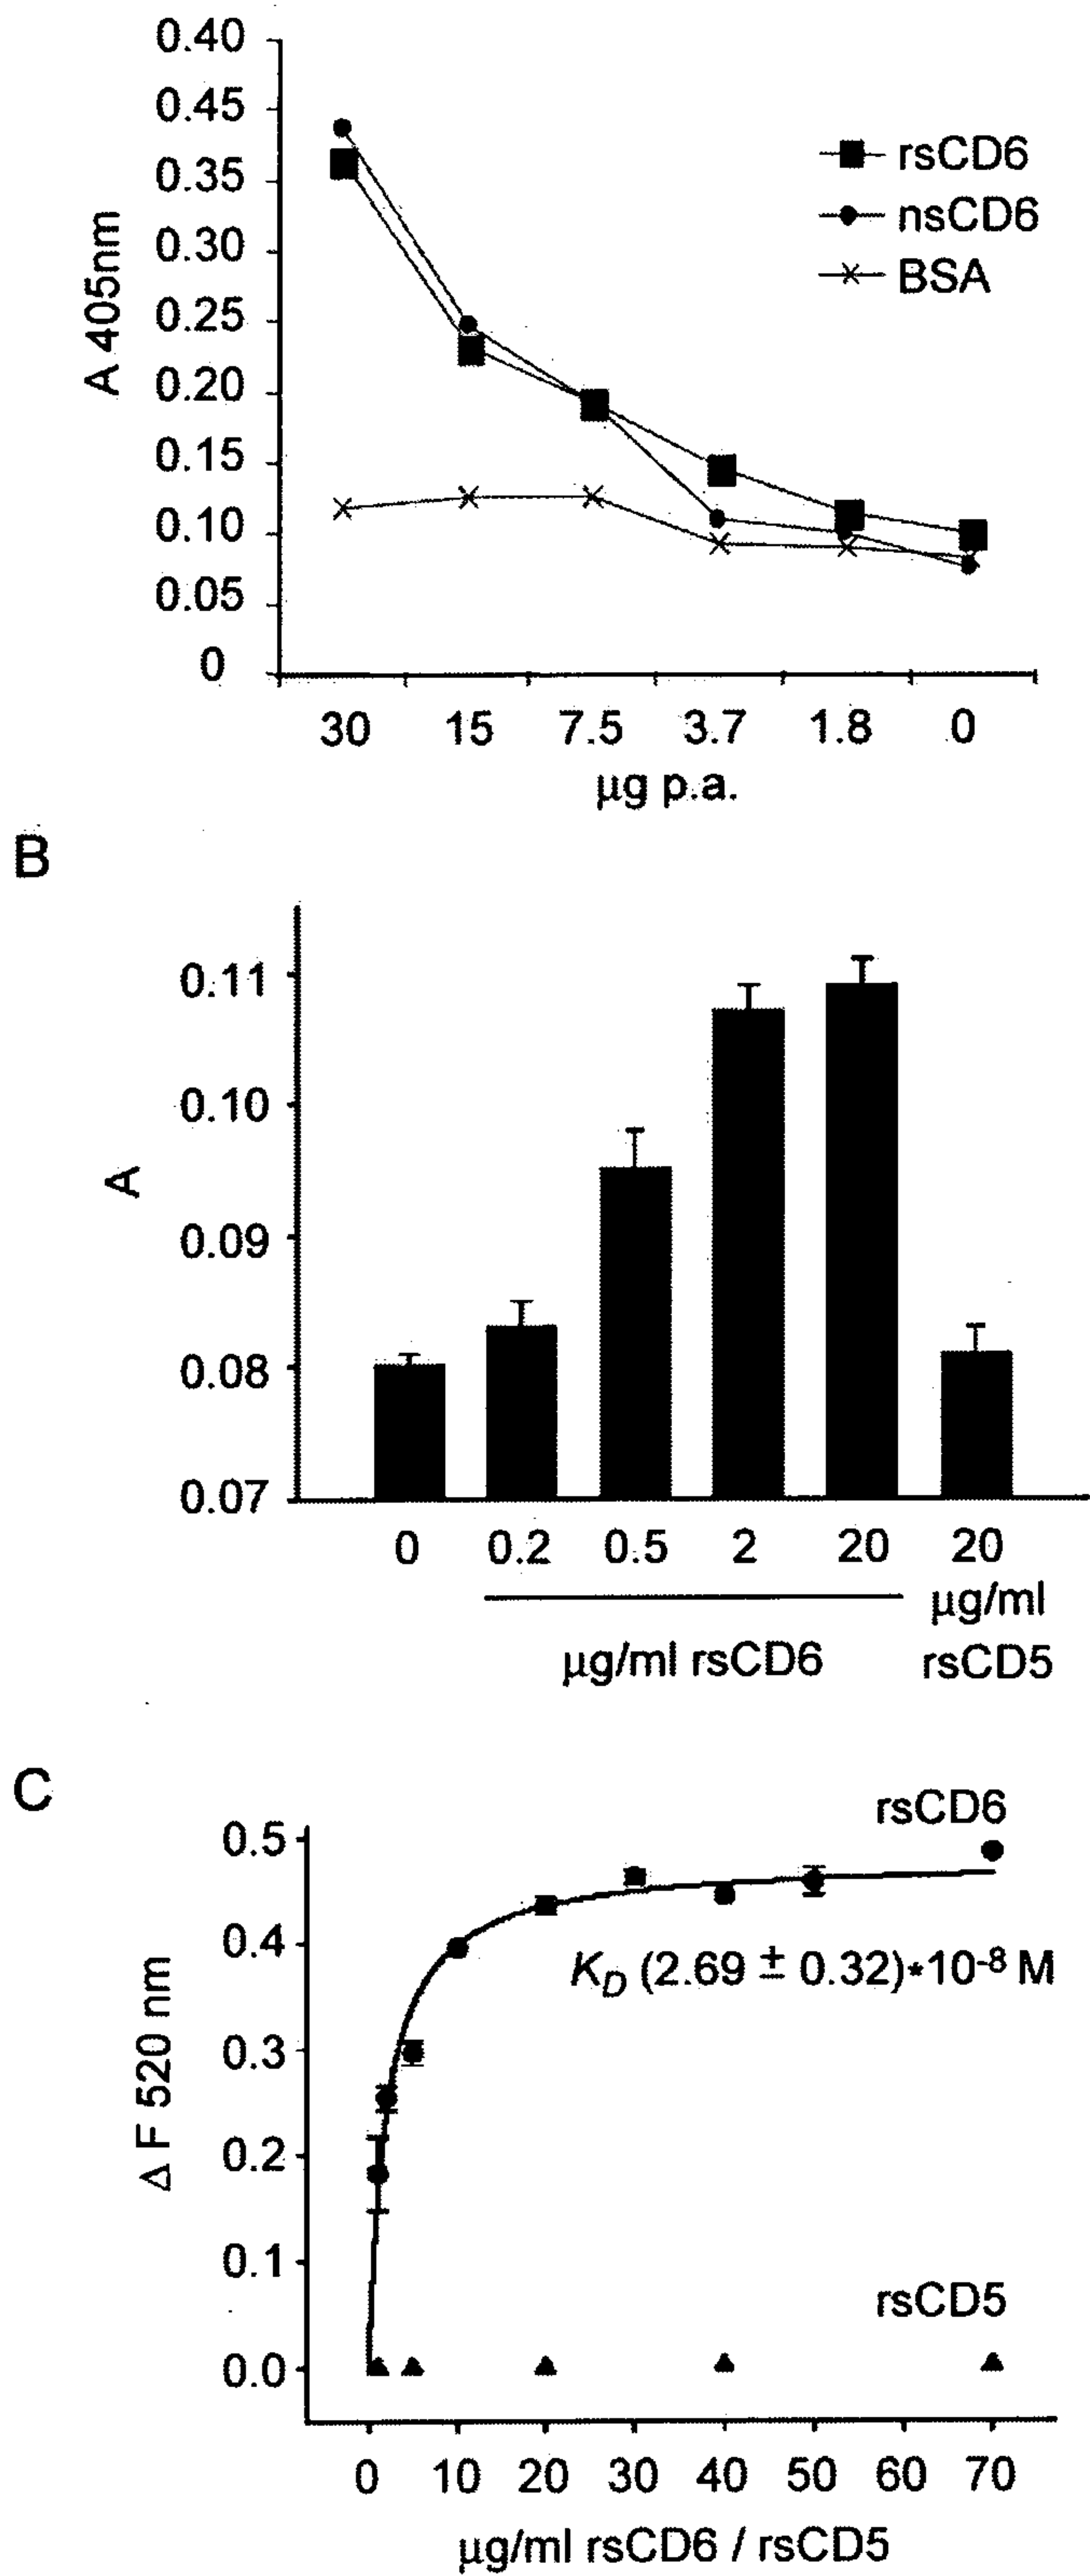 0.40
0.45
0.35
0.30
0.25
0.20
0.15
0.10
0.05
0
A 405nm
rsCD6
nsCD6
BSA
30 15 7.5 3.7 1.8 0
µg p.a.
B
0.11
0.10
0.09
0.08
0.07
A
0 0.2 0.5 2 20 20
µg/ml
µg/ml rsCD6 rsCD5
C
rsCD6
0.5
0.4
0.3
0.2
0.1
0.0
Δ F 520 nm
K_D (2.69 ± 0.32)*10⁻⁸ M
rsCD5
0 10 20 30 40 50 60 70
µg/ml rsCD6 / rsCD5